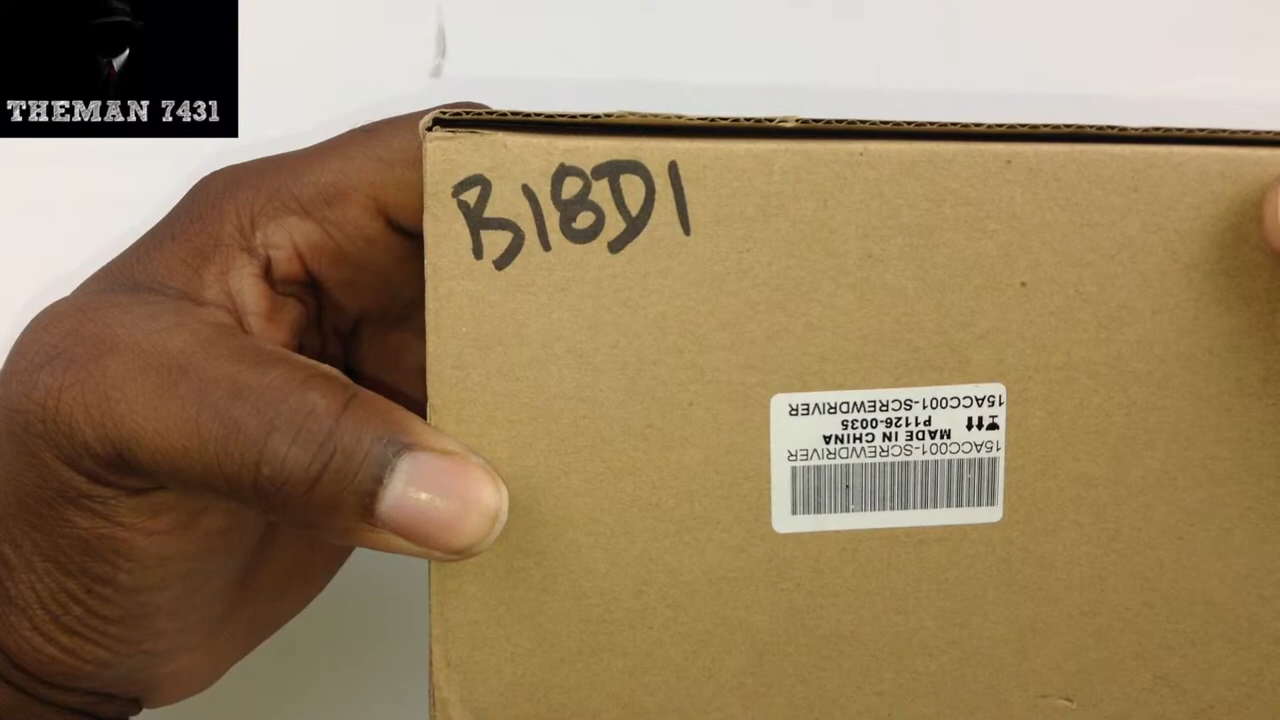 THEMAN 7431
B18D1
15ACC001-SCREWDRIVER
P1126-0035
MADE IN CHINA
15ACC001-SCREWDRIVER